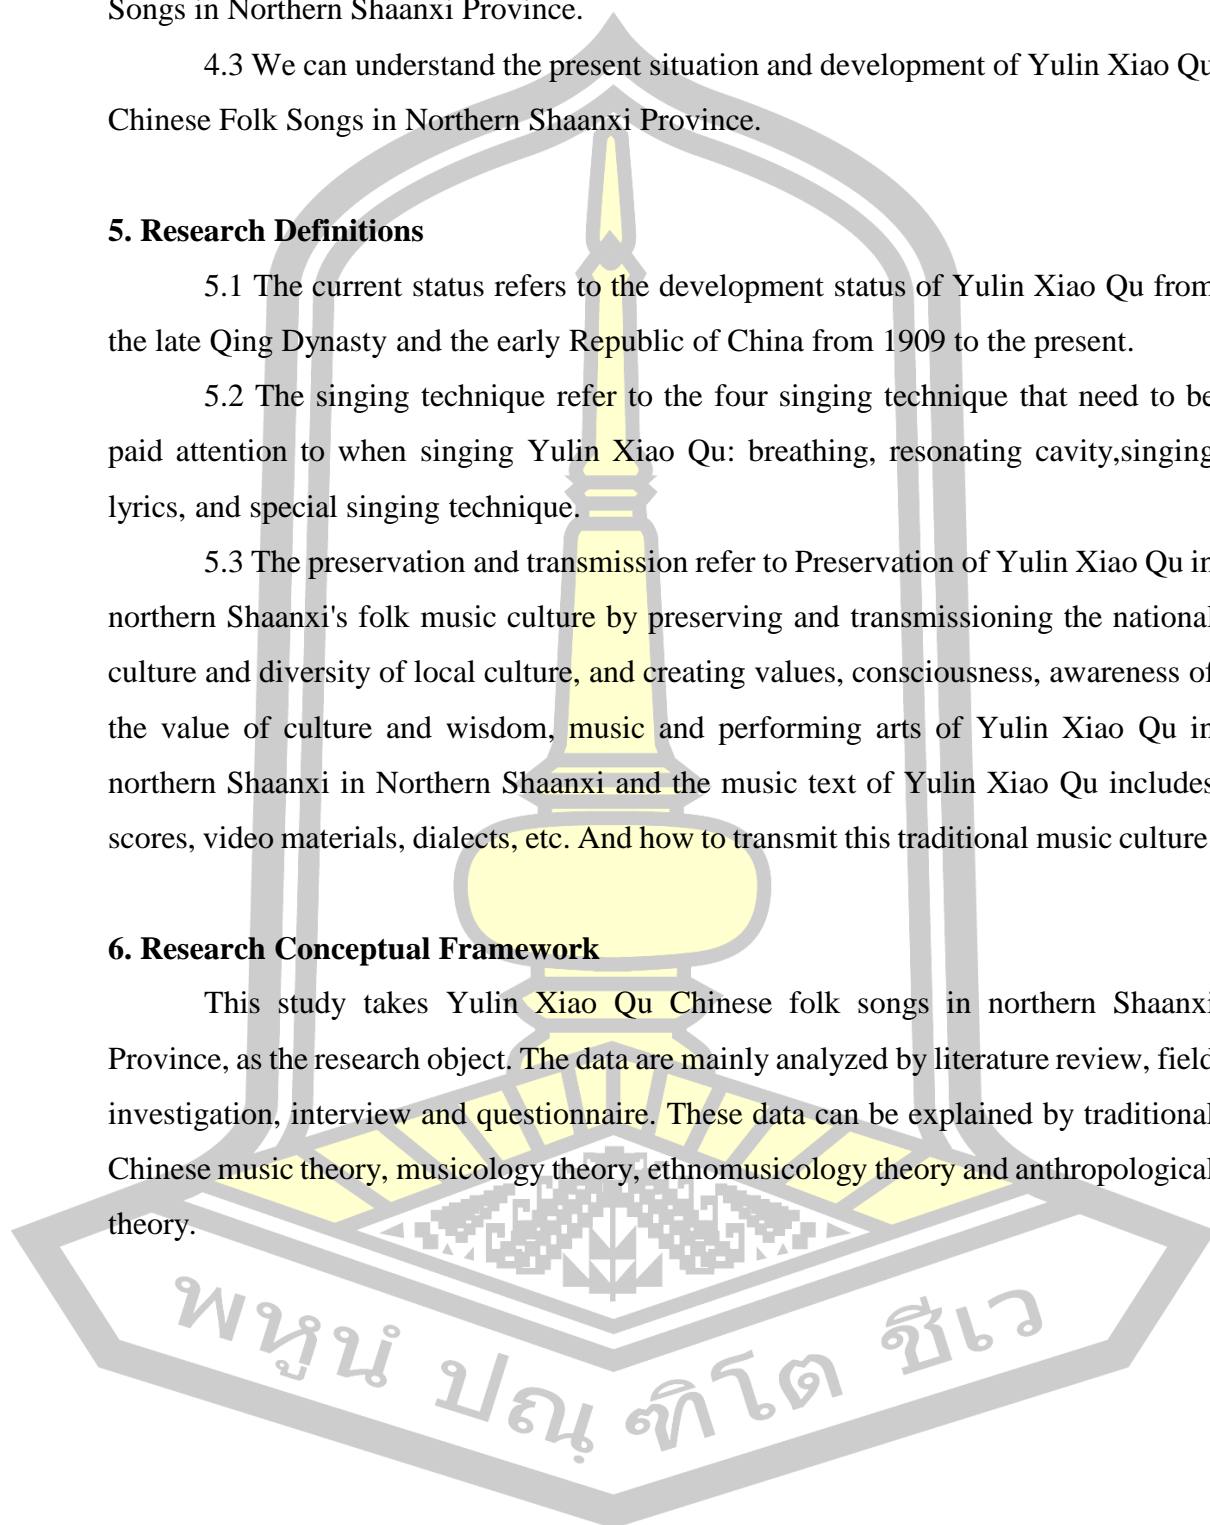 Songs in Northern Shaanxi Province.
4.3 We can understand the present situation and development of Yulin Xiao Qu
Chinese Folk Songs in Northern Shaanxi Province.
5. Research Definitions
5.1 The current status refers to the development status of Yulin Xiao Qu from
the late Qing Dynasty and the early Republic of China from 1909 to the present.
5.2 The singing technique refer to the four singing technique that need to be
paid attention to when singing Yulin Xiao Qu: breathing, resonating cavity,singing
lyrics, and special singing technique.
5.3 The preservation and transmission refer to Preservation of Yulin Xiao Qu in
northern Shaanxi's folk music culture by preserving and transmissioning the national
culture and diversity of local culture, and creating values, consciousness, awareness of
the value of culture and wisdom, music and performing arts of Yulin Xiao Qu in
northern Shaanxi in Northern Shaanxi and the music text of Yulin Xiao Qu includes
scores, video materials, dialects, etc. And how to transmit this traditional music culture
6. Research Conceptual Framework
This study takes Yulin Xiao Qu Chinese folk songs in northern Shaanxi
Province, as the research object. The data are mainly analyzed by literature review, field
investigation, interview and questionnaire. These data can be explained by traditional
Chinese music theory, musicology theory, ethnomusicology theory and anthropological
theory.
พหูนํ ปณฺฑิโต ชีเว